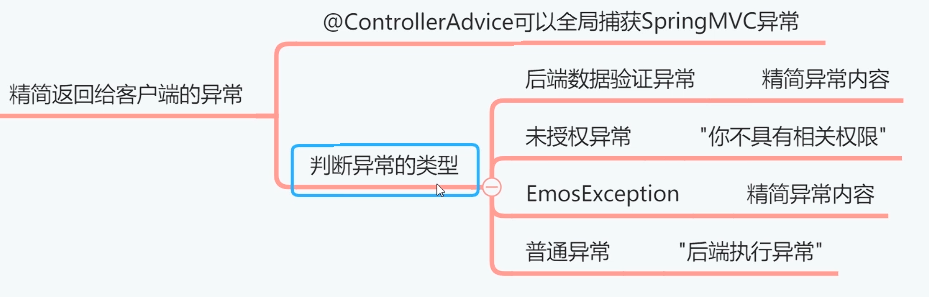 @ControllerAdvice可以全局捕获SpringMVC异常
精简返回给客户端的异常
后端数据验证异常 精简异常内容
未授权异常 "你不具有相关权限"
判断异常的类型
EmosException 精简异常内容
普通异常 "后端执行异常"